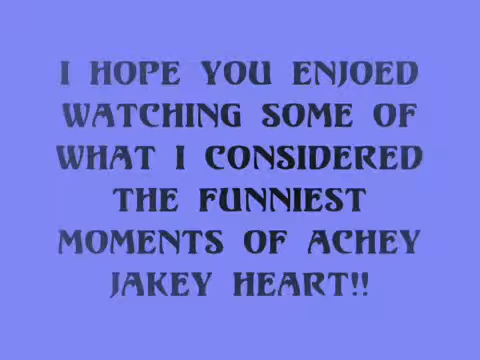 I HOPE YOU ENJOED
WATCHING SOME OF
WHAT I CONSIDERED
THE FUNNIEST
MOMENTS OF ACHEY
JAKEY HEART!!